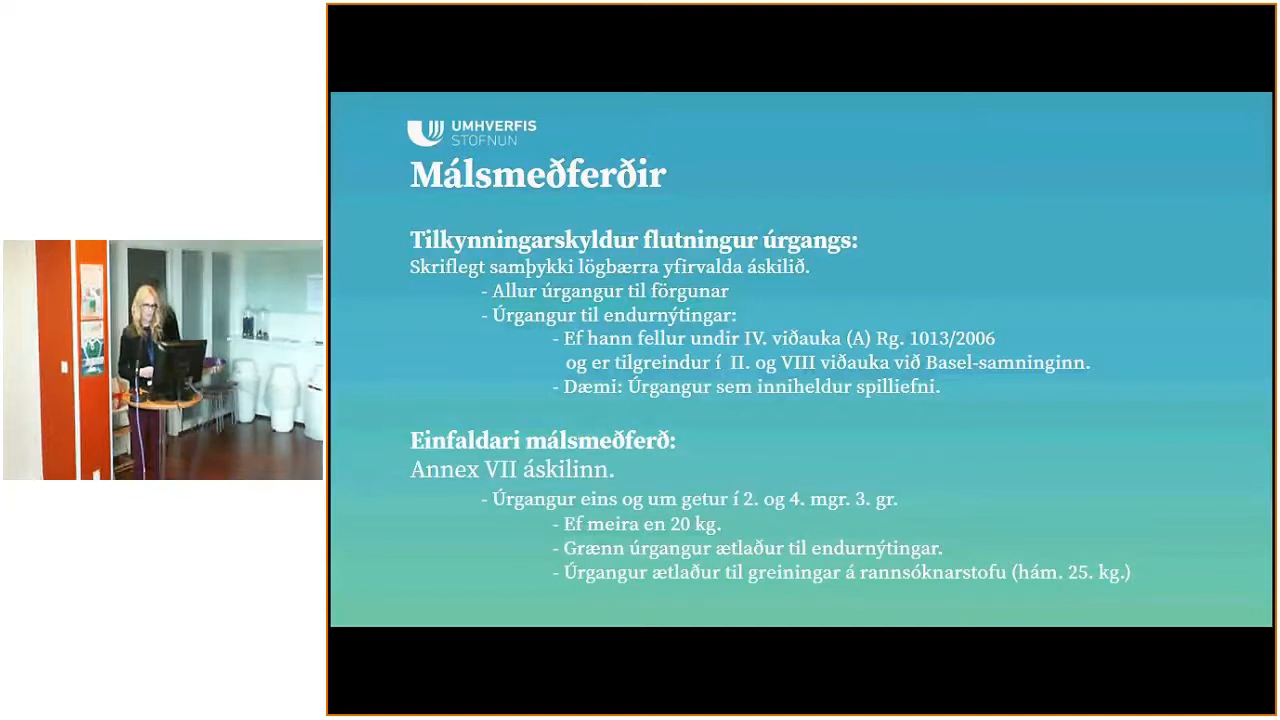 UMHVERFIS
STOFNUN
Málsmeðferðir
Tilkynningarskyldur flutningur úrgangs:
Skriflegt samþykki lögbærra yfirvalda áskilið.
- Allur úrgangur til förgunar
- Úrgangur til endurnýtingar:
- Ef hann fellur undir IV. viðauka (A) Rg. 1013/2006
og er tilgreindur í II. og VIII viðauka við Basel-samninginn.
- Dæmi: Úrgangur sem inniheldur spilliefni.
Einfaldari málsmeðferð:
Annex VII áskilinn.
- Úrgangur eins og um getur í 2. og 4. mgr. 3. gr.
- Ef meira en 20 kg.
- Grænn úrgangur ætlaður til endurnýtingar.
- Úrgangur ætlaður til greiningar á rannsóknarstofu (hám. 25. kg.)